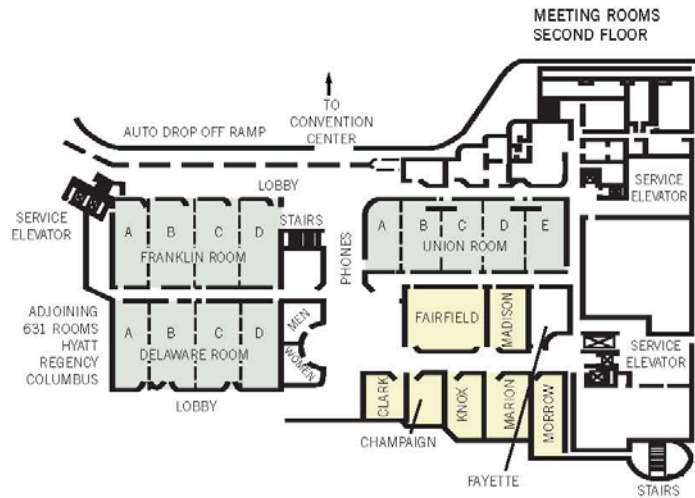 MEETING ROOMS
SECOND FLOOR
TO
CONVENTION
CENTER
AUTO DROP OFF RAMP
LOBBY
SERVICE
ELEVATOR
STAIRS
PHONES
A
B
C
D
FRANKLIN ROOM
A
B
C
D
E
UNION ROOM
SERVICE
ELEVATOR
ADJOINING
631 ROOMS
HYATT
REGENCY
COLUMBUS
A
B
C
D
DELAWARE ROOM
MEN
WOMEN
LOBBY
FAIRFIELD
MADISON
SERVICE
ELEVATOR
CLARK
CHAMPAIGN
KNOX
MARION
MORROW
FAYETTE
STAIRS